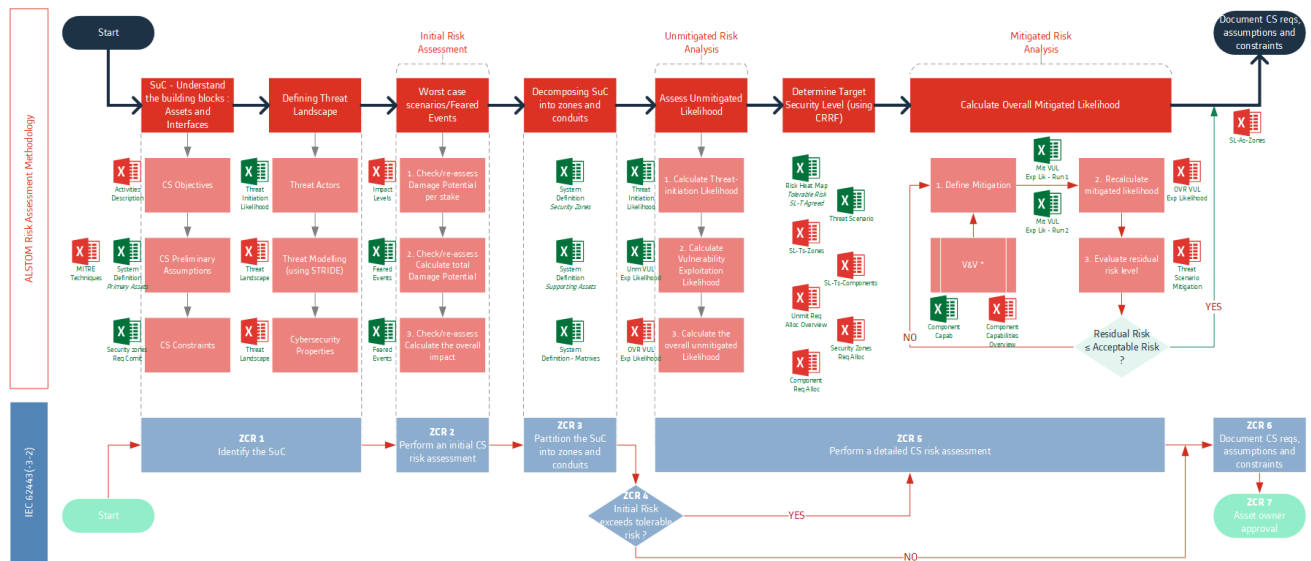 ALSTOM Risk Assessment Methodology
Start
Initial Risk
Assessment
Unmitigated Risk
Analysis
Mitigated Risk
Analysis
Document CS reqs,
assumptions and
constraints
SuC - Understand
the building blocks :
Assets and
Interfaces
Defining Threat
Landscape
Worst case
scenarios/Feared
Events
Decomposing SuC
into zones and
conduits
Assess Unmitigated
Likelihood
Determine Target
Security Level (using
CRRF)
Calculate Overall Mitigated Likelihood
SL-As-Zones
Activities
Description
CS Objectives
Threat
Initiation
Likelihood
Threat Actors
Impact
Levels
1. Check/re-assess
Damage Potential
per stake
System
Definition
Security Zones
Threat
Initiation.
Likelihood
1. Calculate Threat-
initiation Likelihood
Risk Heat Map
Tolerable Risk
SL-T Agreed
Threat Scenario
1. Define Mitigation
Mit VUL
Exp Lik - Run 1
Mit VUL
Exp Lik - Run 2
2. Recalculate
mitigated likelihood
OVR VUL
Exp Likelihood
MITRE
Techniques
System
Definition
Primary Assets
CS Preliminary
Assumptions
Threat
Landscape
Threat Modelling
(using STRIDE)
Feared
Events
2. Check/re-assess
Calculate total
Damage Potential
System
Definition
Supporting Assets
Unm VUL
Exp Likelihood
2. Calculate
Vulnerability
Exploitation
Likelihood
SL-Ts-Zones
SL-Ts-Components
V&V *
3. Evaluate residual
risk level
Threat
Scenario
Mitigation
Security zones
Req Comt
CS Constraints
Threat
Landscape
Cybersecurity
Properties
Feared
Events
3. Check/re-assess
Calculate the overall
impact
System
Definition - Matrixes
OVR VUL
Exp Likelihood
3. Calculate the
overall unmitigated
Likelihood
Unmit Req
Alloc Overview
Security Zones
Req Alloc
Component
Req Alloc
Component
Capab
Component
Capabilities
Overview
NO
YES
Residual Risk
≤ Acceptable Risk
?
IEC 62443(-3-2)
Start
ZCR 1
Identify the SuC
ZCR 2
Perform an initial CS
risk assessment
ZCR 3
Partition the SuC
into zones and
conduits
ZCR 4
Initial Risk
exceeds tolerable
risk ?
YES
NO
ZCR 5
Perform a detailed CS risk assessment
ZCR 6
Document CS reqs,
assumptions and
constraints
ZCR 7
Asset owner
approval